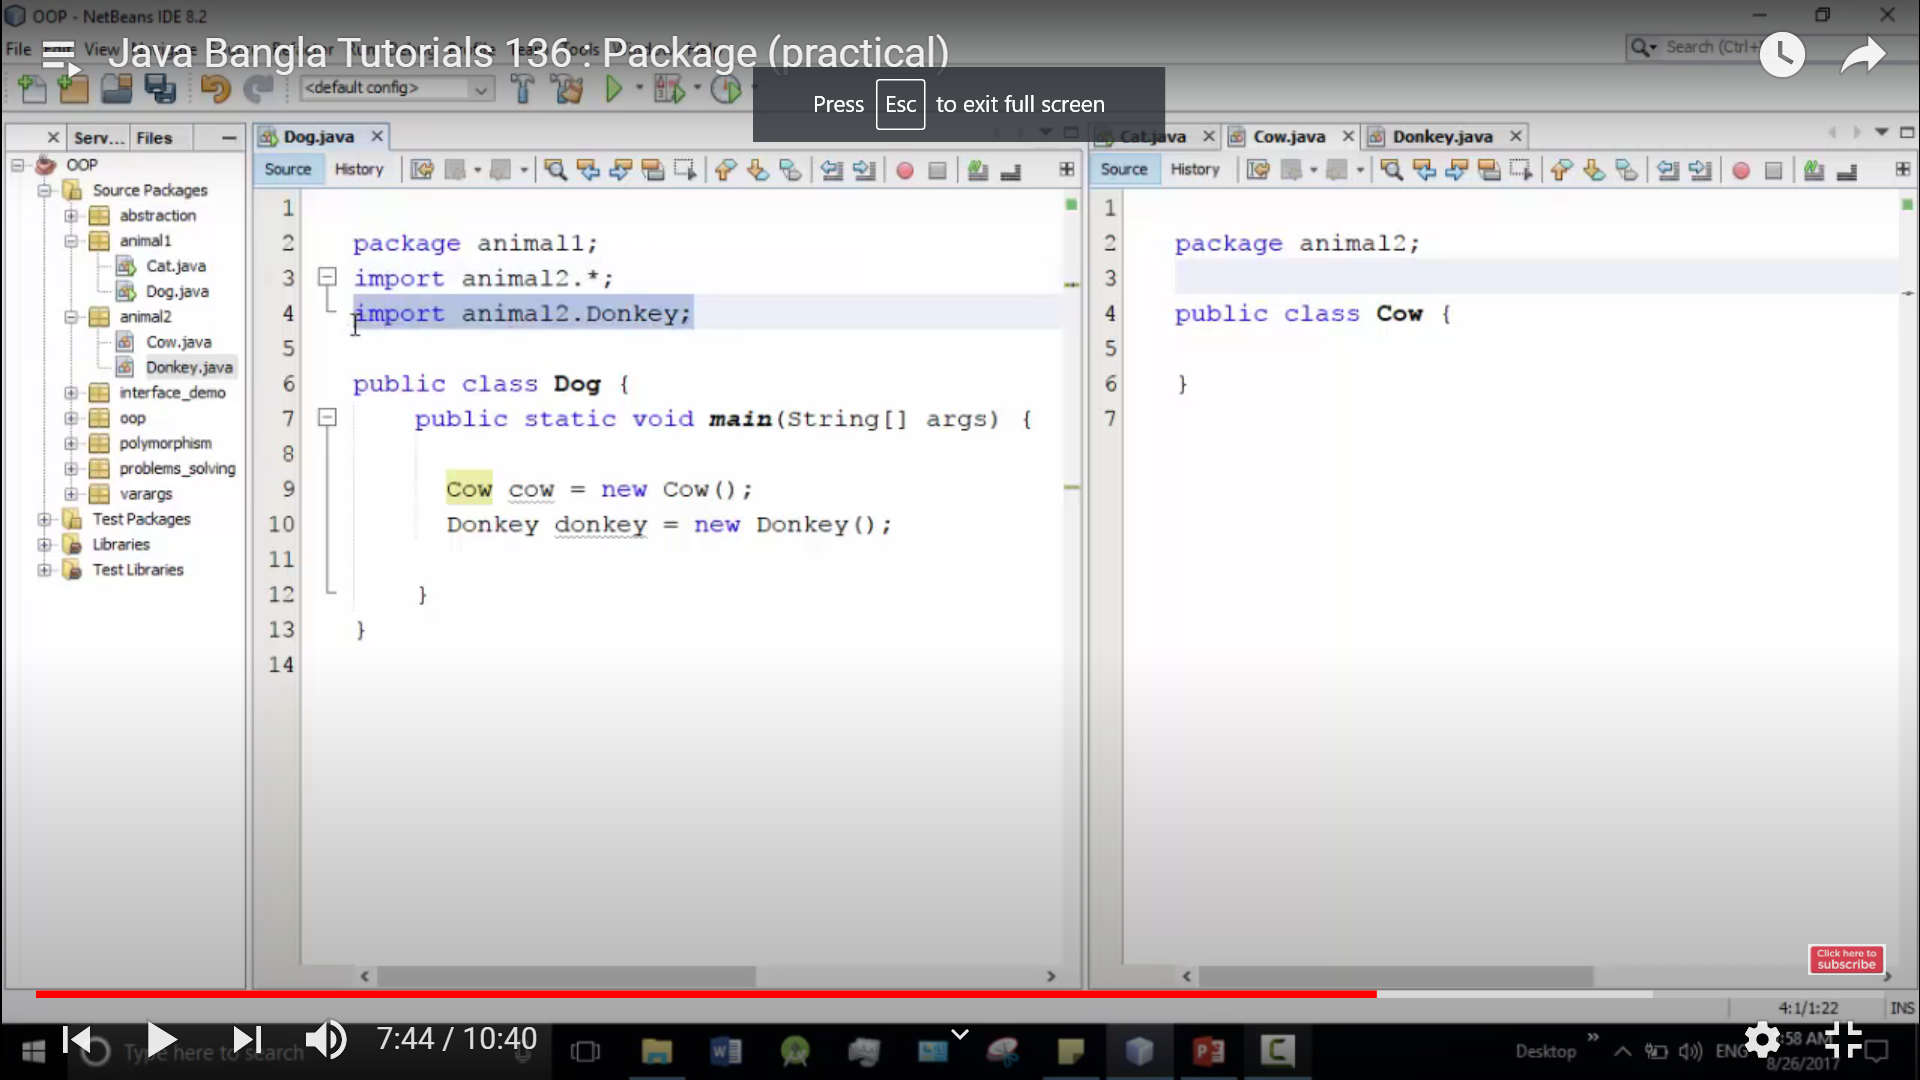 OOP - NetBeans IDE 8.2
File View
Java Bangla Tutorials 136 : Package (practical)
Search (Ctrl+
<default config>
Press Esc to exit full screen
Serv... Files
Dog.java
Cat.java Cow.java Donkey.java
Source History
Source History
OOP
Source Packages
abstraction
animal1
Cat.java
Dog.java
animal2
Cow.java
Donkey.java
interface_demo
oop
polymorphism
problems_solving
varargs
Test Packages
Libraries
Test Libraries
1
2 package animal1;
3 import animal2.*;
4 import animal2.Donkey;
5
6 public class Dog {
7 public static void main(String[] args) {
8
9 Cow cow = new Cow();
10 Donkey donkey = new Donkey();
11
12 }
13 }
14
1
2 package animal2;
3
4 public class Cow {
5
6 }
7
Click here to
subscribe
4:1/1:22 INS
7:44 / 10:40
Type here to search
Desktop
ENG
:58 AM
8/26/2017